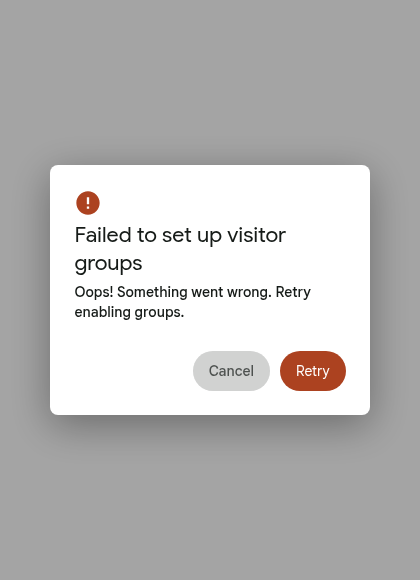 Failed to set up visitor
groups
Oops! Something went wrong. Retry
enabling groups.
Cancel
Retry